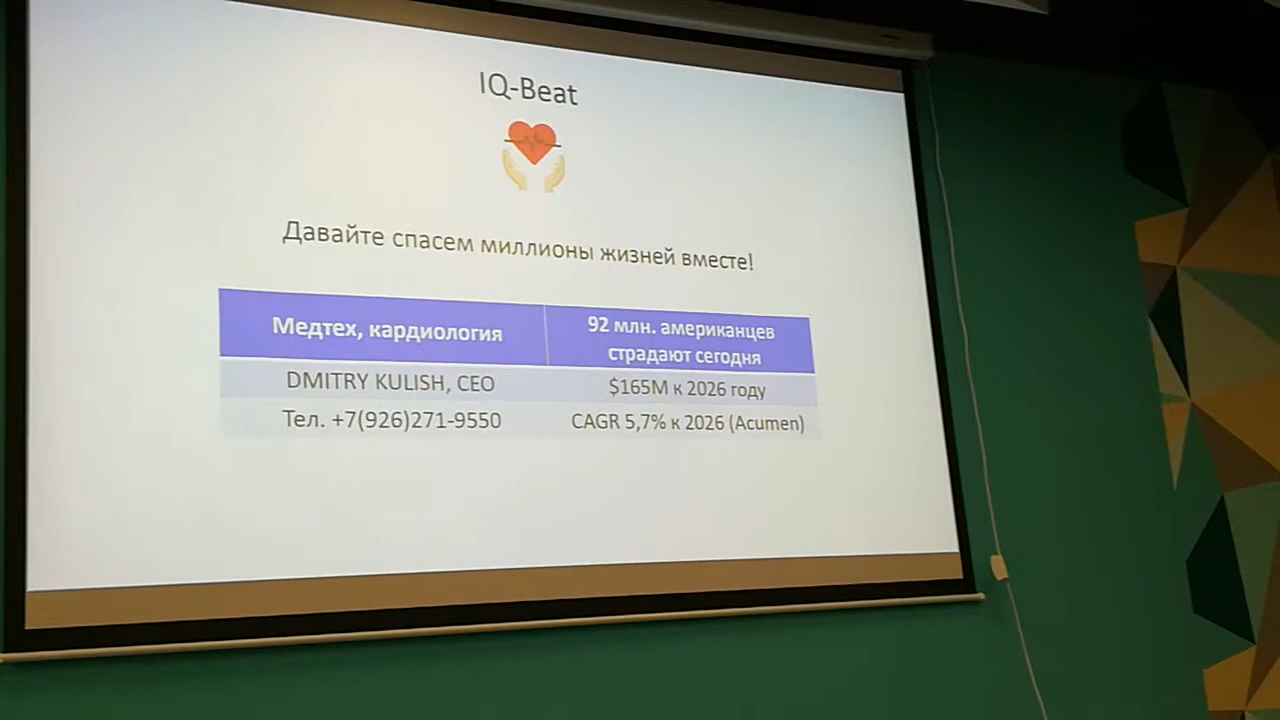 IQ-Beat
Давайте спасем миллионы жизней вместе!
Медтех, кардиология
92 млн. американцев
страдают сегодня
DMITRY KULISH, CEO
$165M к 2026 году
Тел. +7(926)271-9550
CAGR 5,7% к 2026 (Acumen)